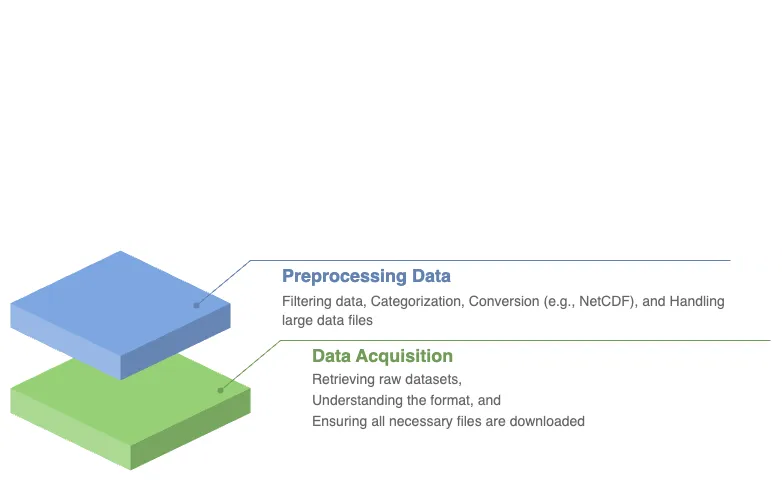 Preprocessing Data
Filtering data, Categorization, Conversion (e.g., NetCDF), and Handling
large data files
Data Acquisition
Retrieving raw datasets,
Understanding the format, and
Ensuring all necessary files are downloaded